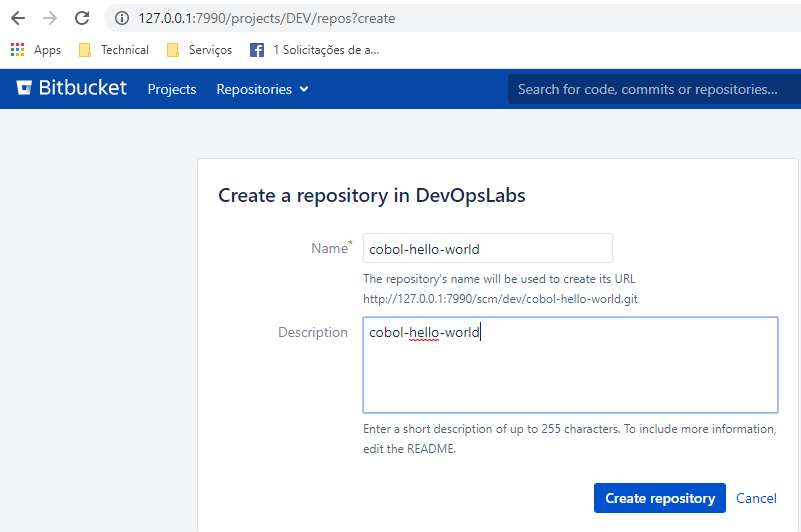 127.0.0.1:7990/projects/DEV/repos?create
Apps Technical Serviços 1 Solicitações de a...
Bitbucket Projects Repositories Search for code, commits or repositories...
Create a repository in DevOpsLabs
Name* cobol-hello-world
The repository's name will be used to create its URL
http://127.0.0.1:7990/scm/dev/cobol-hello-world.git
Description cobol-hello-world
Enter a short description of up to 255 characters. To include more information,
edit the README.
Create repository Cancel